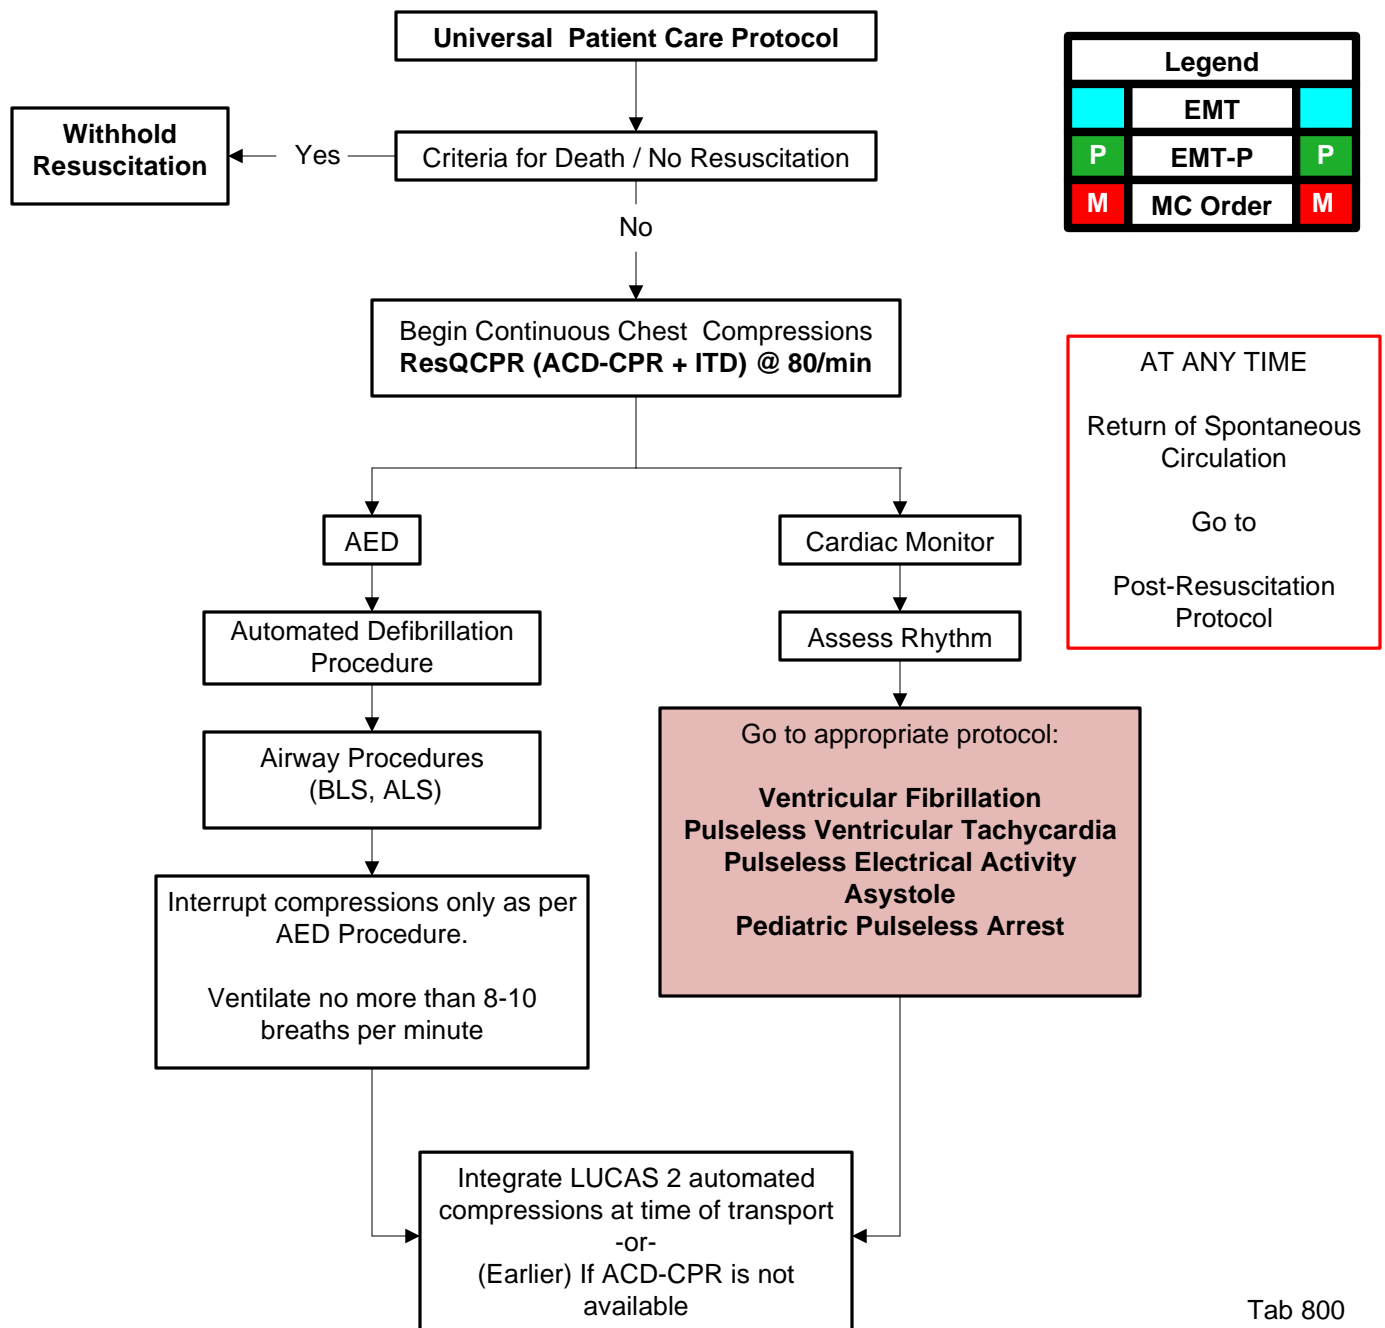 Universal Patient Care Protocol
Legend
EMT
P EMT-P P
M MC Order M
Withhold
Resuscitation
Yes
Criteria for Death / No Resuscitation
No
Begin Continuous Chest Compressions
ResQCPR (ACD-CPR + ITD) @ 80/min
AT ANY TIME
Return of Spontaneous
Circulation
Go to
Post-Resuscitation
Protocol
AED
Automated Defibrillation
Procedure
Airway Procedures
(BLS, ALS)
Interrupt compressions only as per
AED Procedure.
Ventilate no more than 8-10
breaths per minute
Cardiac Monitor
Assess Rhythm
Go to appropriate protocol:
Ventricular Fibrillation
Pulseless Ventricular Tachycardia
Pulseless Electrical Activity
Asystole
Pediatric Pulseless Arrest
Integrate LUCAS 2 automated
compressions at time of transport
-or-
(Earlier) If ACD-CPR is not
available
Tab 800